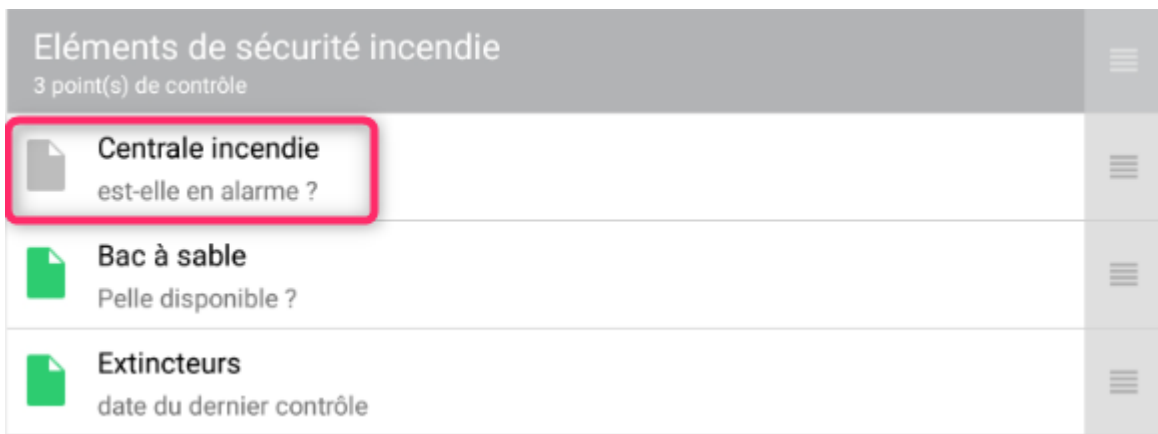 Eléments de sécurité incendie
3 point(s) de contrôle
Centrale incendie
est-elle en alarme ?
Bac à sable
Pelle disponible ?
Extincteurs
date du dernier contrôle